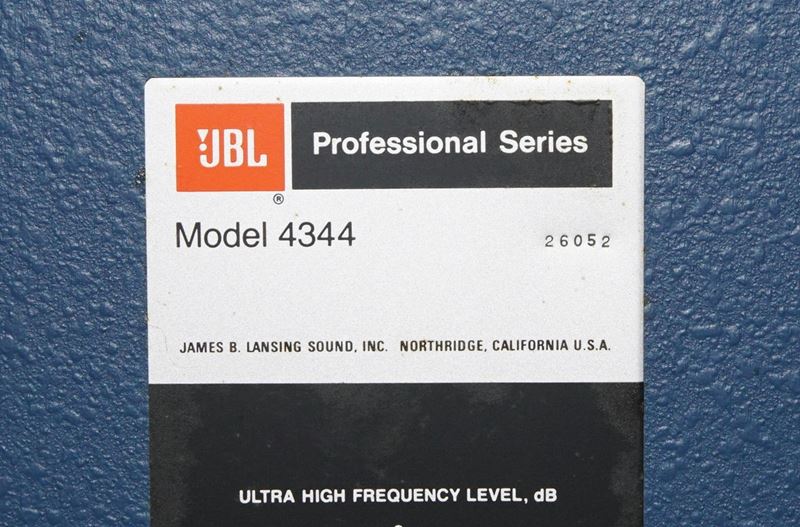 JBL Professional Series
®
Model 4344 26052
JAMES B. LANSING SOUND, INC. NORTHRIDGE, CALIFORNIA U.S.A.
ULTRA HIGH FREQUENCY LEVEL, dB